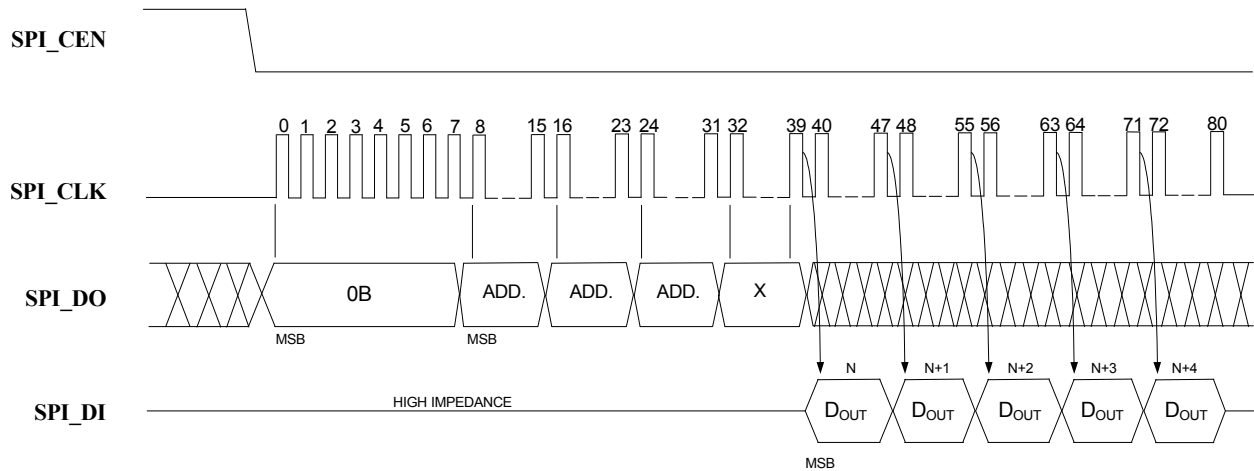 SPI_CEN
0 1 2 3 4 5 6 7 8 15 16 23 24 31 32 39 40 47 48 55 56 63 64 71 72 80
SPI_CLK
SPI_DO
0B ADD. ADD. ADD. X
MSB MSB
N N+1 N+2 N+3 N+4
SPI_DI
HIGH IMPEDANCE
DOUT DOUT DOUT DOUT DOUT
MSB